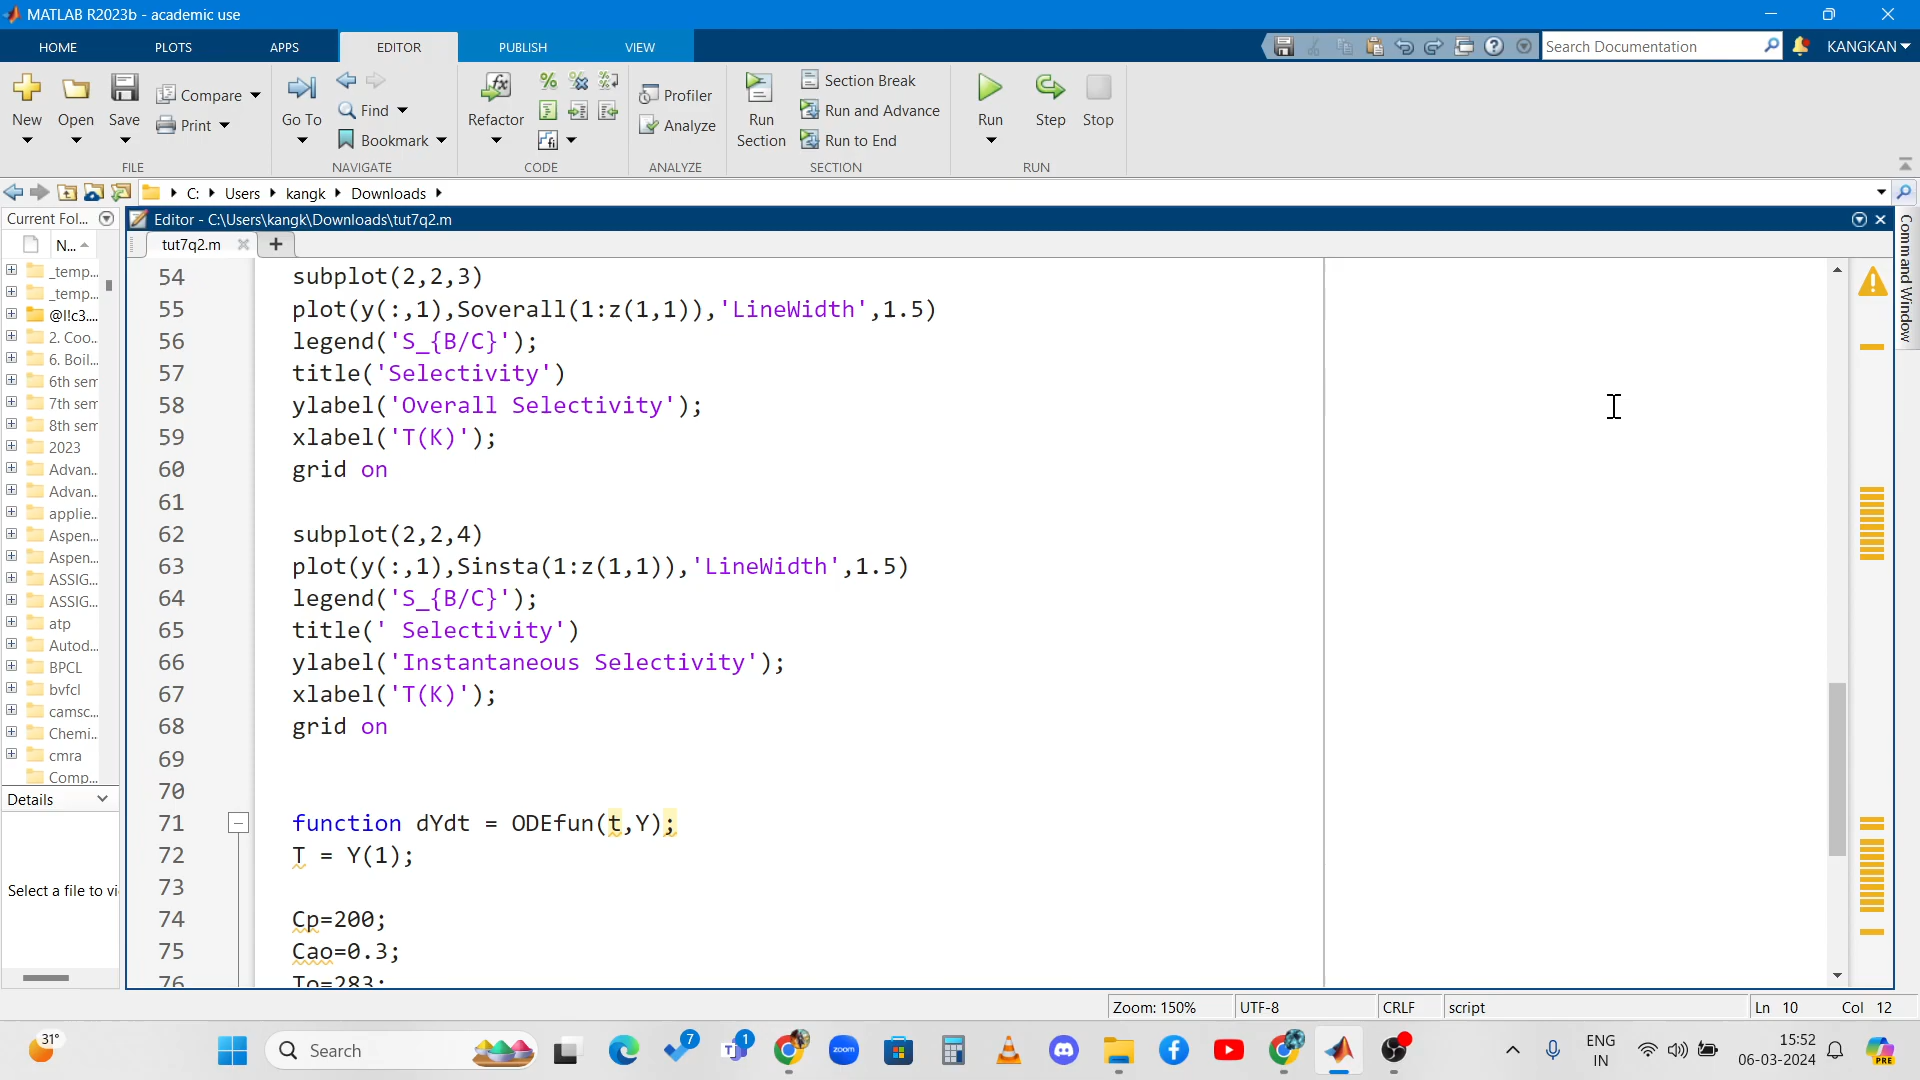 MATLAB R2023b - academic use
HOME PLOTS APPS EDITOR PUBLISH VIEW
Search Documentation
KANGKAN
New Open Save Compare Print
FILE
Go To Find Bookmark
NAVIGATE
Refactor
CODE
Profiler Analyze
ANALYZE
Run Section
Section Break
Run and Advance
Run to End
SECTION
Run Step Stop
RUN
C: Users kangk Downloads
Current Fol...
N...
_temp...
_temp...
@l!c3....
2. Coo...
6. Boil...
6th sem
7th sem
8th sem
2023
Advan...
Advan...
applie...
Aspen...
Aspen...
ASSIG...
ASSIG...
atp
Autod...
BPCL
bvfcl
camsc...
Chemi...
cmra
Comp...
Details
Select a file to vi
Editor - C:\Users\kangk\Downloads\tut7q2.m
tut7q2.m
54 subplot(2,2,3)
55 plot(y(:,1),Soverall(1:z(1,1)),'LineWidth',1.5)
56 legend('S_{B/C}');
57 title('Selectivity')
58 ylabel('Overall Selectivity');
59 xlabel('T(K)');
60 grid on
61
62 subplot(2,2,4)
63 plot(y(:,1),Sinsta(1:z(1,1)),'LineWidth',1.5)
64 legend('S_{B/C}');
65 title(' Selectivity')
66 ylabel('Instantaneous Selectivity');
67 xlabel('T(K)');
68 grid on
69
70
71 function dYdt = ODEfun(t,Y);
72 T = Y(1);
73
74 Cp=200;
75 Cao=0.3;
76 To=283;
Command Window
Zoom: 150% UTF-8 CRLF script Ln 10 Col 12
31°
Search
7
1
zoom
ENG
IN
15:52
06-03-2024
PRE